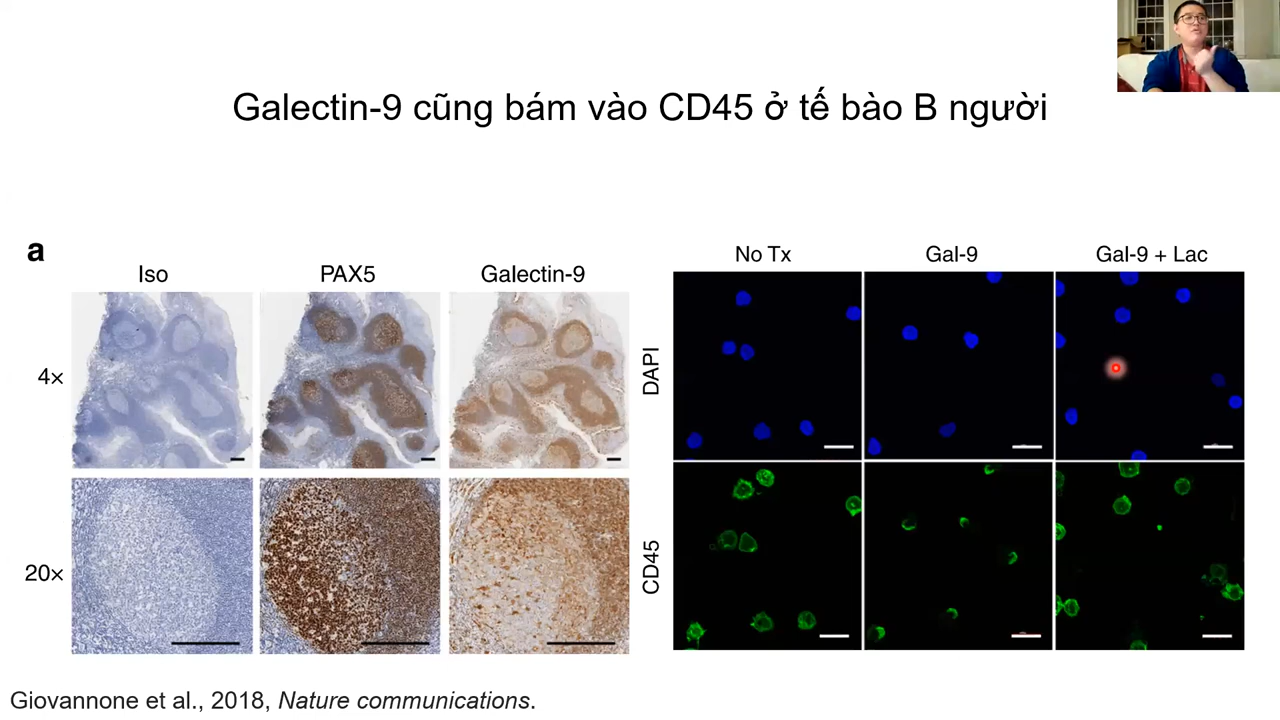 Galectin-9 cũng bám vào CD45 ở tế bào B người
a
Iso
PAX5
Galectin-9
4×
20×
No Tx
Gal-9
Gal-9 + Lac
DAPI
CD45
Giovannone et al., 2018, Nature communications.